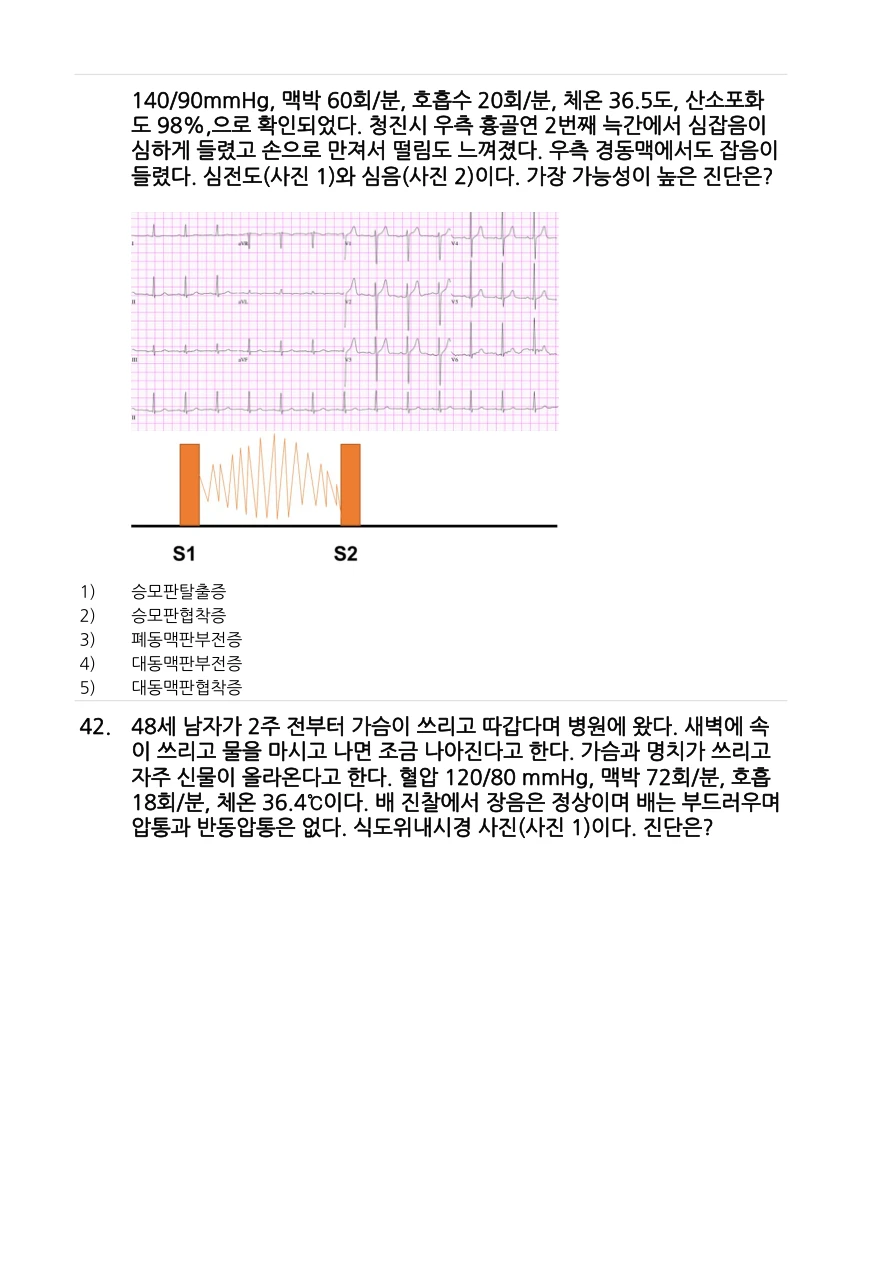 140/90mmHg, 맥박 60회/분, 호흡수 20회/분, 체온 36.5도, 산소포화
도 98%,으로 확인되었다. 청진시 우측 흉골연 2번째 늑간에서 심잡음이
심하게 들렸고 손으로 만져서 떨림도 느껴졌다. 우측 경동맥에서도 잡음이
들렸다. 심전도(사진 1)와 심음(사진 2)이다. 가장 가능성이 높은 진단은?
I aVR V1 V4
II aVL V2 V5
III aVF V3 V6
II
S1 S2
1) 승모판탈출증
2) 승모판협착증
3) 폐동맥판부전증
4) 대동맥판부전증
5) 대동맥판협착증
42. 48세 남자가 2주 전부터 가슴이 쓰리고 따갑다며 병원에 왔다. 새벽에 속
이 쓰리고 물을 마시고 나면 조금 나아진다고 한다. 가슴과 명치가 쓰리고
자주 신물이 올라온다고 한다. 혈압 120/80 mmHg, 맥박 72회/분, 호흡
18회/분, 체온 36.4℃이다. 배 진찰에서 장음은 정상이며 배는 부드러우며
압통과 반동압통은 없다. 식도위내시경 사진(사진 1)이다. 진단은?